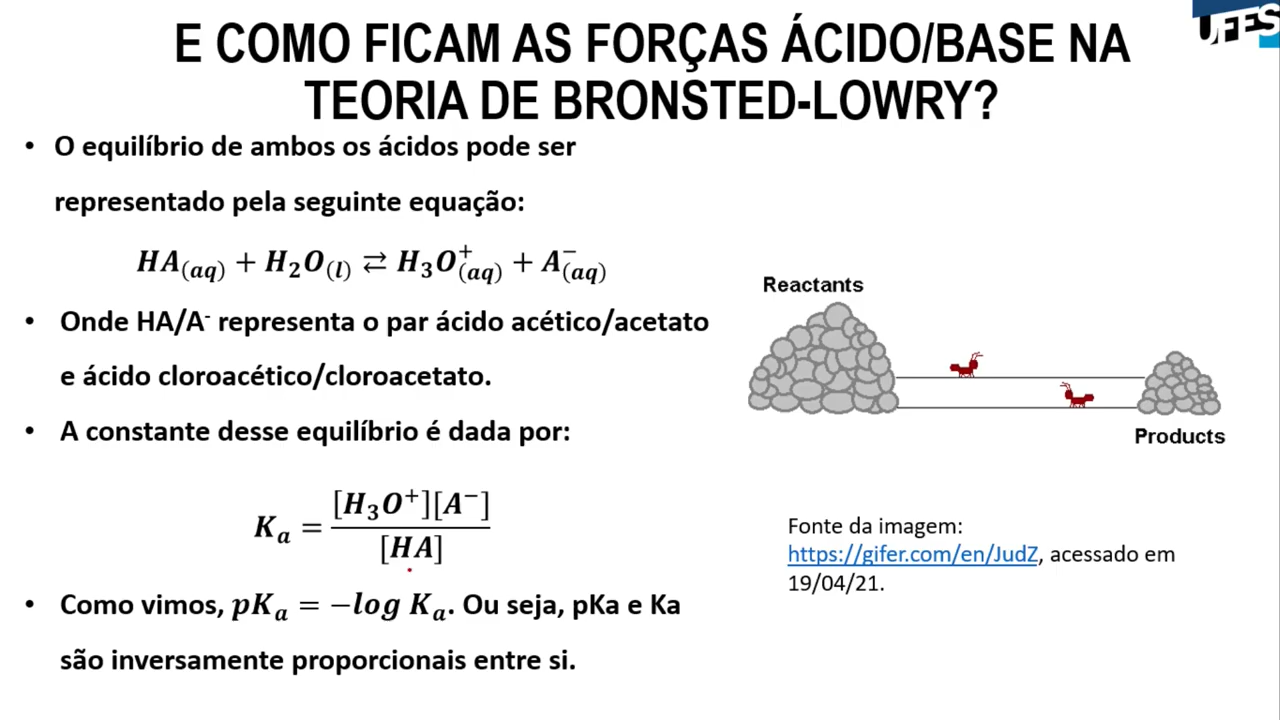 E COMO FICAM AS FORÇAS ÁCIDO/BASE NA
TEORIA DE BRONSTED-LOWRY?
UFES
• O equilíbrio de ambos os ácidos pode ser
representado pela seguinte equação:
HA(aq) + H₂O(l) ⇄ H₃O⁺(aq) + A⁻(aq)
• Onde HA/A⁻ representa o par ácido acético/acetato
e ácido cloroacético/cloroacetato.
• A constante desse equilíbrio é dada por:
Kₐ = [H₃O⁺][A⁻] / [HA]
• Como vimos, pKₐ = −log Kₐ. Ou seja, pKa e Ka
são inversamente proporcionais entre si.
Reactants
Products
Fonte da imagem:
https://gifer.com/en/JudZ, acessado em
19/04/21.